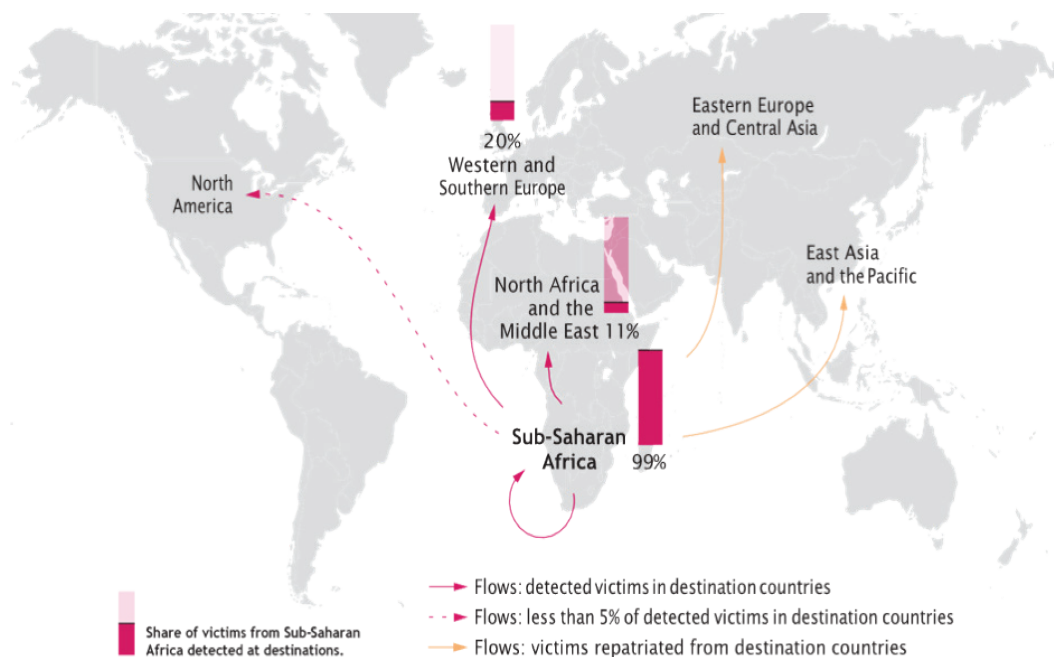 20%
Western and
Southern Europe
Eastern Europe
and Central Asia
North
America
East Asia
and the Pacific
North Africa
and the
Middle East 11%
Sub-Saharan
Africa
99%
Flows: detected victims in destination countries
Flows: less than 5% of detected victims in destination countries
Flows: victims repatriated from destination countries
Share of victims from Sub-Saharan
Africa detected at destinations.